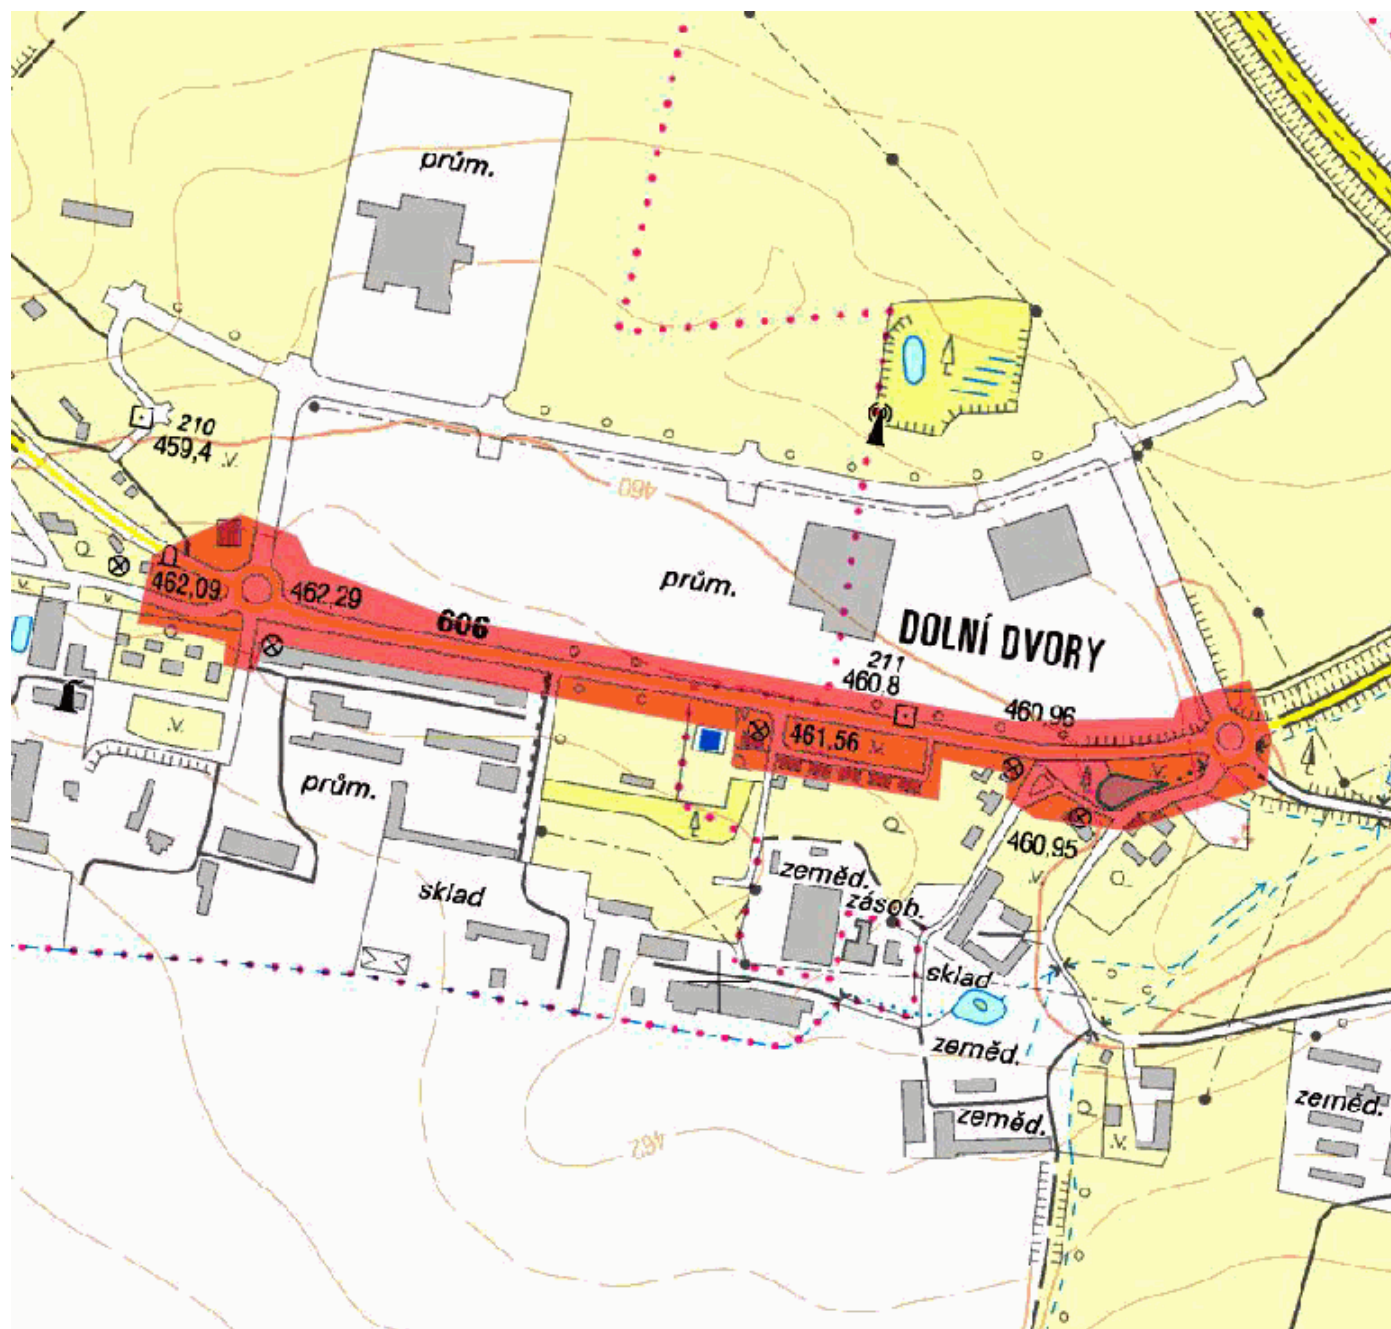 prům.
210
459,4
460
462,09
462,29
606
prům.
DOLNÍ DVORY
211
460,8
460,96
461,56
prům.
460,95
zeměd.
zásob.
sklad
sklad
zeměd.
zeměd.
zeměd.
462